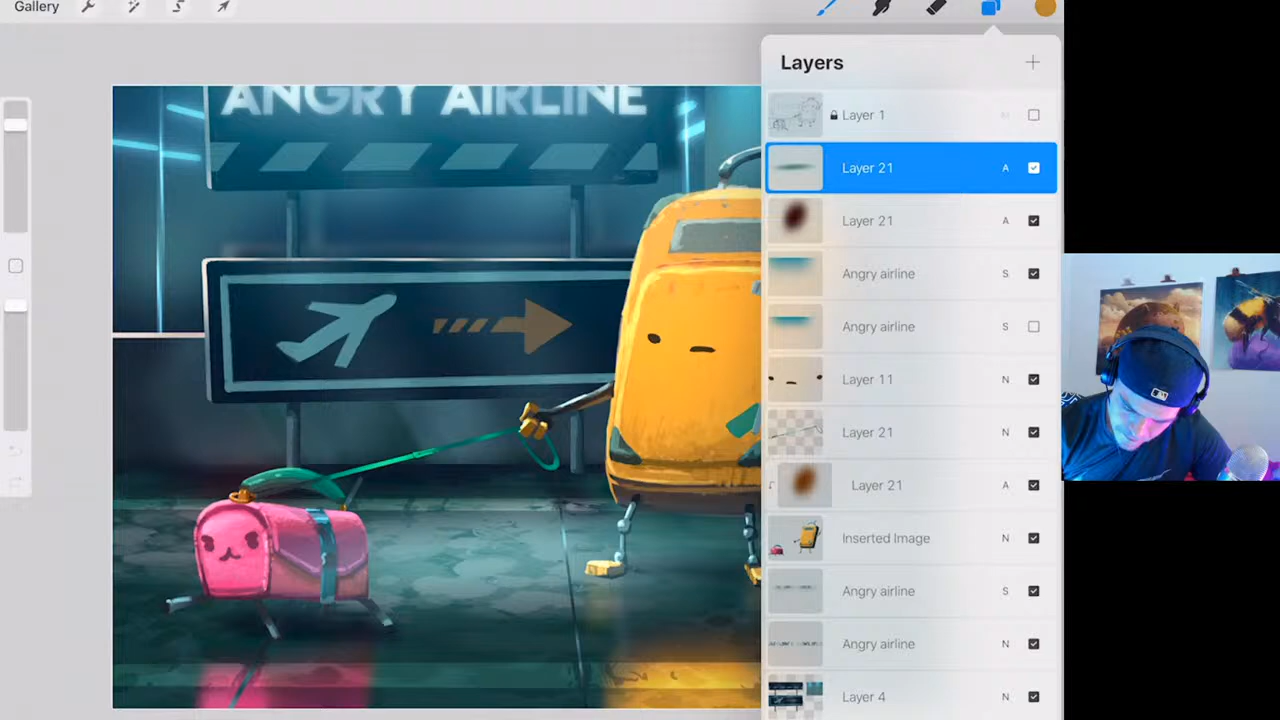 Gallery
Layers
ANGRY AIRLINE
Layer 1
Layer 21 A
Layer 21 A
Angry airline S
Angry airline S
Layer 11 N
Layer 21 N
Layer 21 A
Inserted Image N
Angry airline S
Angry airline N
Layer 4 N